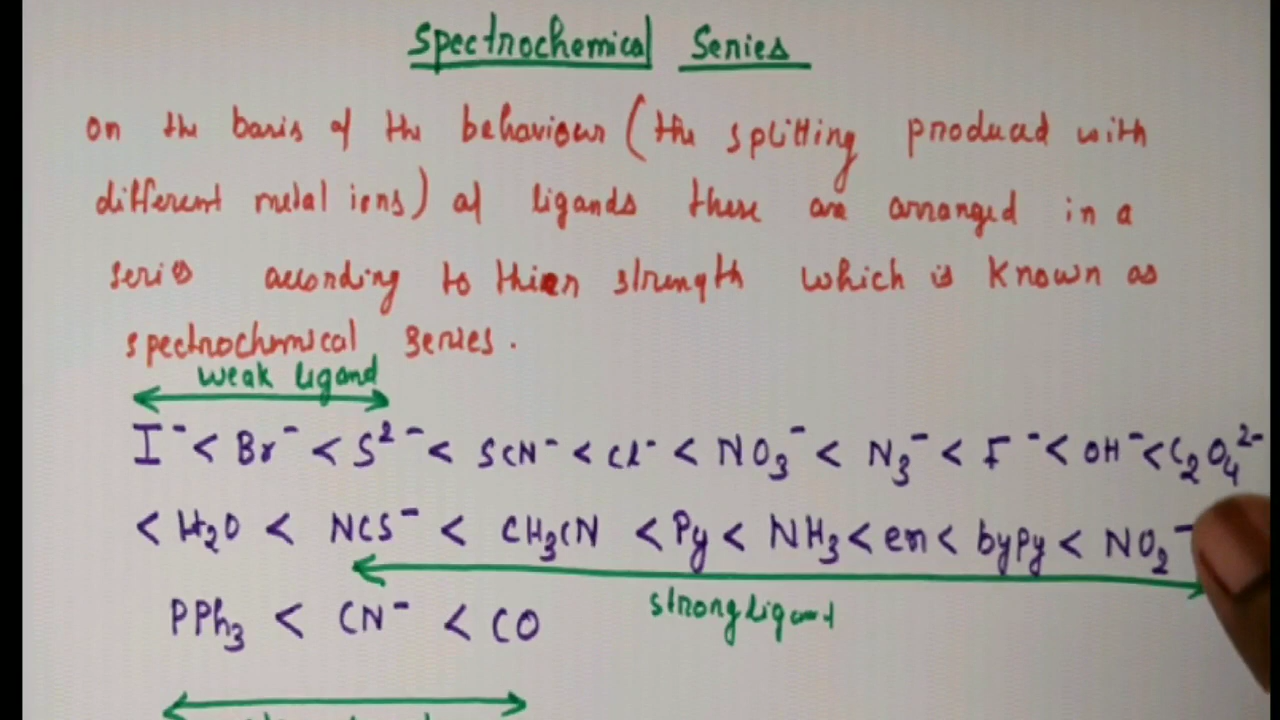 Spectrochemical Series
on the basis of the behaviour (the splitting produced with
different metal ions) of ligands these are arranged in a
series according to thier strength which is known as
spectrochemical series.
weak ligand
I⁻ < Br⁻ < S²⁻ < SCN⁻ < Cl⁻ < NO₃⁻ < N₃⁻ < F⁻ < OH⁻ < C₂O₄²⁻
< H₂O < NCS⁻ < CH₃CN < Py < NH₃ < en < bypy < NO₂⁻
strong ligand
PPh₃ < CN⁻ < CO